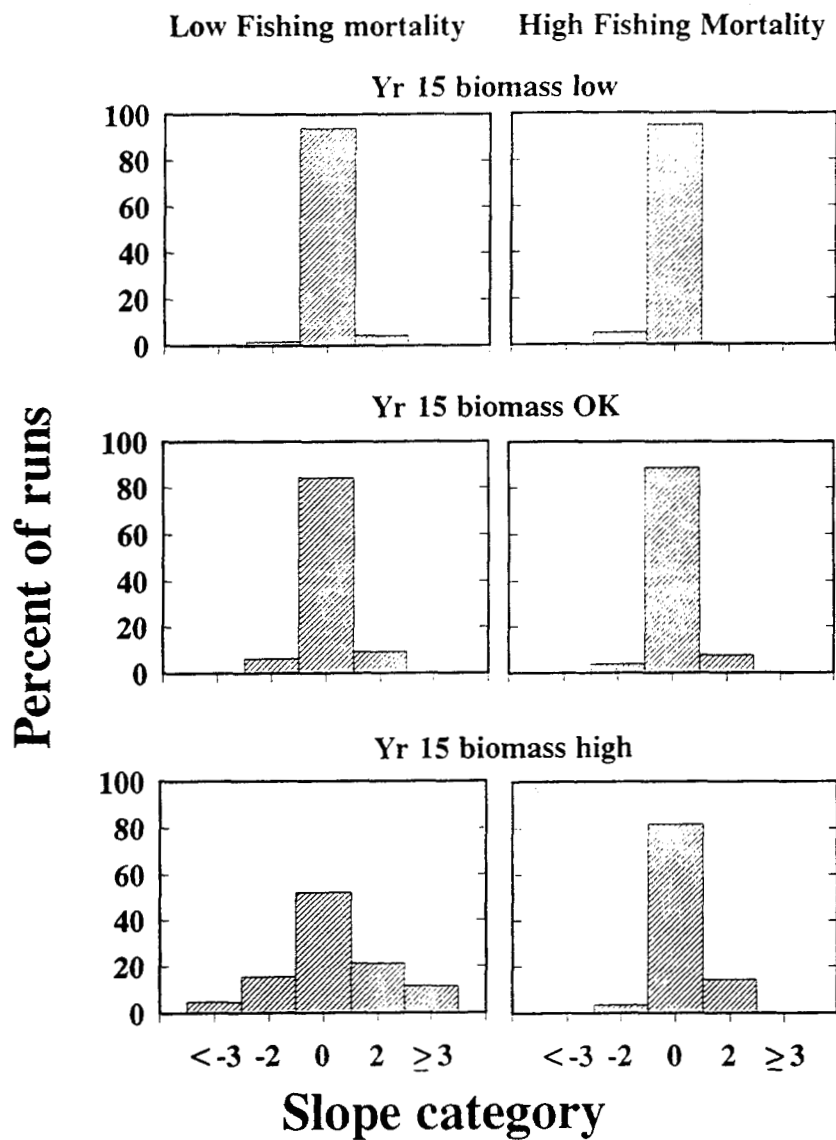 Low Fishing mortality High Fishing Mortality
Yr 15 biomass low
100
80
60
40
20
0
Yr 15 biomass OK
100
80
60
40
20
0
Yr 15 biomass high
100
80
60
40
20
0
Percent of runs
<-3 -2 0 2 ≥3 <-3 -2 0 2 ≥3
Slope category